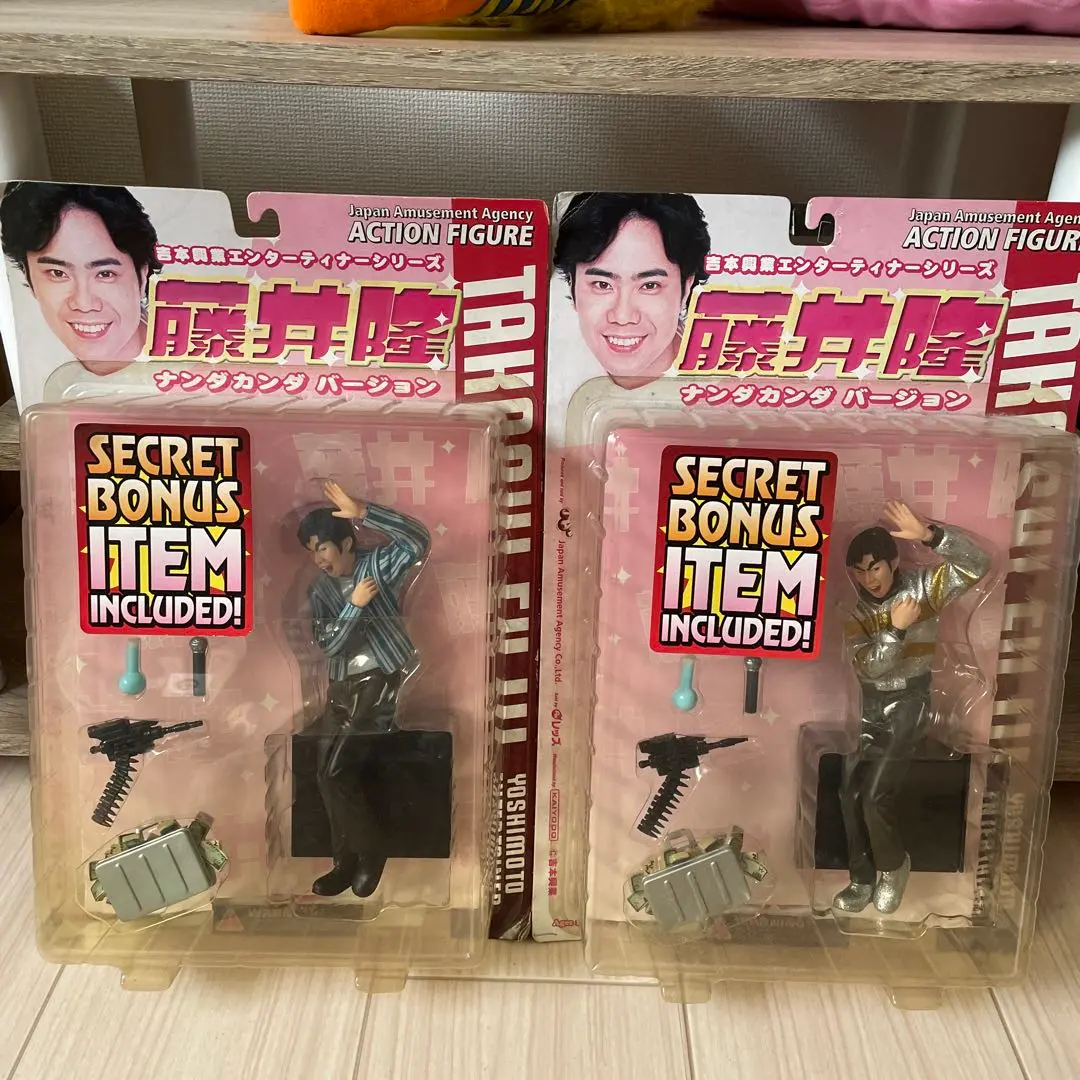 Japan Amusement Agency
ACTION FIGURE
吉本興業エンターティナーシリーズ
藤井隆
ナンダカンダ バージョン
SECRET
BONUS
ITEM
INCLUDED!
YOSHIMOTO
Japan Amusement Agency
ACTION FIGUR
吉本興業エンターティナーシリーズ
藤井隆
ナンダカンダ バージョン
SECRET
BONUS
ITEM
INCLUDED!
Japan Amusement Agency Co.,Ltd.
KAIYODO
©吉本興業